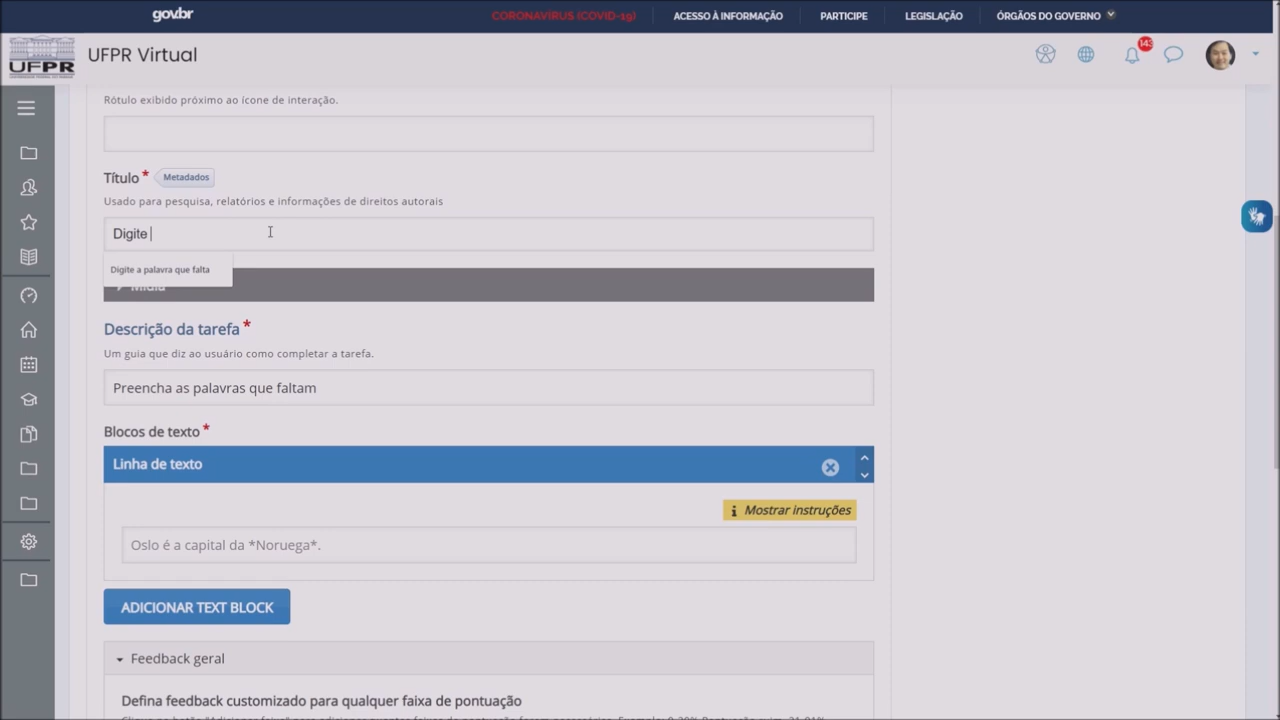 govbr
CORONAVÍRUS (COVID-19)
ACESSO À INFORMAÇÃO
PARTICIPE
LEGISLAÇÃO
ÓRGÃOS DO GOVERNO
UFPR
UFPR Virtual
143
Rótulo exibido próximo ao ícone de interação.
Título *
Metadados
Usado para pesquisa, relatórios e informações de direitos autorais
Digite
Digite a palavra que falta
Mídia
Descrição da tarefa *
Um guia que diz ao usuário como completar a tarefa.
Preencha as palavras que faltam
Blocos de texto *
Linha de texto
Mostrar instruções
Oslo é a capital da *Noruega*.
ADICIONAR TEXT BLOCK
Feedback geral
Defina feedback customizado para qualquer faixa de pontuação